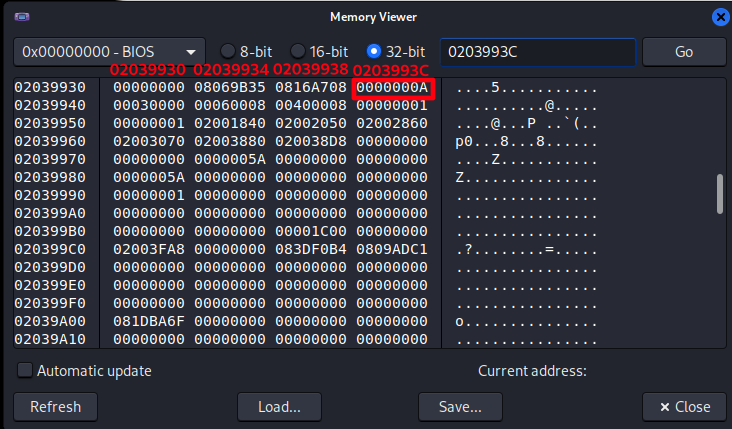 Memory Viewer
0x00000000 - BIOS 8-bit 16-bit 32-bit 0203993C Go
02039930 02039934 02039938 0203993C
02039930 00000000 08069B35 0816A708 0000000A ....5...........
02039940 00030000 00060008 00400008 00000001 ..........@.....
02039950 00000001 02001840 02002050 02002860 ....@...P ..`(..
02039960 02003070 02003880 020038D8 00000000 p0...8...8......
02039970 00000000 0000005A 00000000 00000000 ....Z...........
02039980 0000005A 00000000 00000000 00000000 Z...............
02039990 00000001 00000000 00000000 00000000 ................
020399A0 00000000 00000000 00000000 00000000 ................
020399B0 00000000 00000000 00001C00 00000000 ................
020399C0 02003FA8 00000000 083DF0B4 0809ADC1 .?........=.....
020399D0 00000000 00000000 00000000 00000000 ................
020399E0 00000000 00000000 00000000 00000000 ................
020399F0 00000000 00000000 00000000 00000000 ................
02039A00 081DBA6F 00000000 00000000 00000000 o...............
02039A10 00000000 00000000 00000000 00000000 ................
Automatic update Current address:
Refresh Load... Save... Close